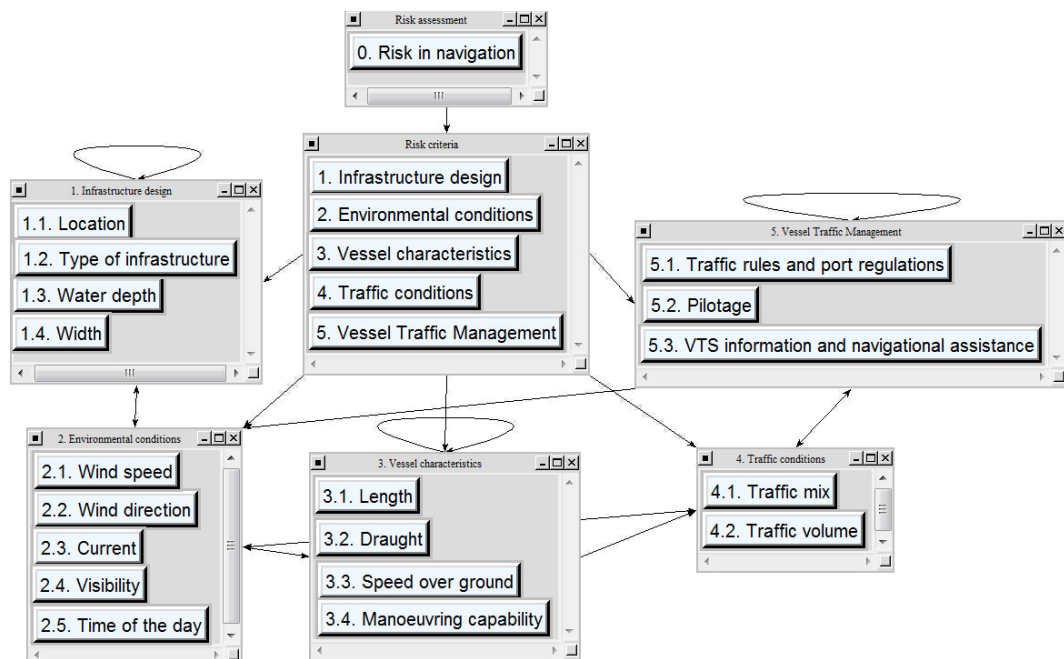 Risk assessment
0. Risk in navigation
Risk criteria
1. Infrastructure design
2. Environmental conditions
3. Vessel characteristics
4. Traffic conditions
5. Vessel Traffic Management
1. Infrastructure design
1.1. Location
1.2. Type of infrastructure
1.3. Water depth
1.4. Width
5. Vessel Traffic Management
5.1. Traffic rules and port regulations
5.2. Pilotage
5.3. VTS information and navigational assistance
2. Environmental conditions
2.1. Wind speed
2.2. Wind direction
2.3. Current
2.4. Visibility
2.5. Time of the day
3. Vessel characteristics
3.1. Length
3.2. Draught
3.3. Speed over ground
3.4. Manoeuvring capability
4. Traffic conditions
4.1. Traffic mix
4.2. Traffic volume